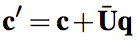 c′ = c + Ūq